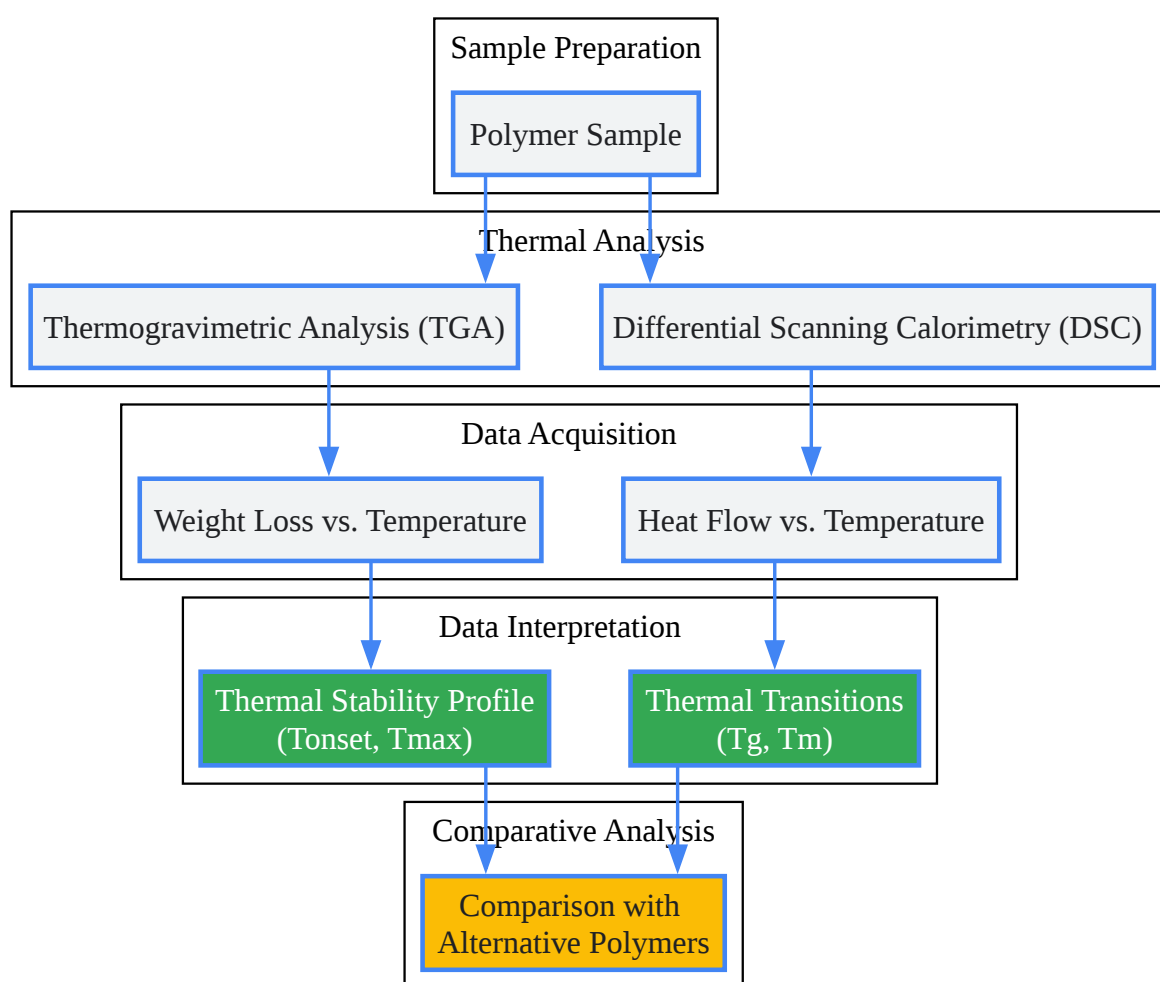 Sample Preparation
Polymer Sample
Thermal Analysis
Thermogravimetric Analysis (TGA)
Differential Scanning Calorimetry (DSC)
Data Acquisition
Weight Loss vs. Temperature
Heat Flow vs. Temperature
Data Interpretation
Thermal Stability Profile
(Tonset, Tmax)
Thermal Transitions
(Tg, Tm)
Comparative Analysis
Comparison with
Alternative Polymers